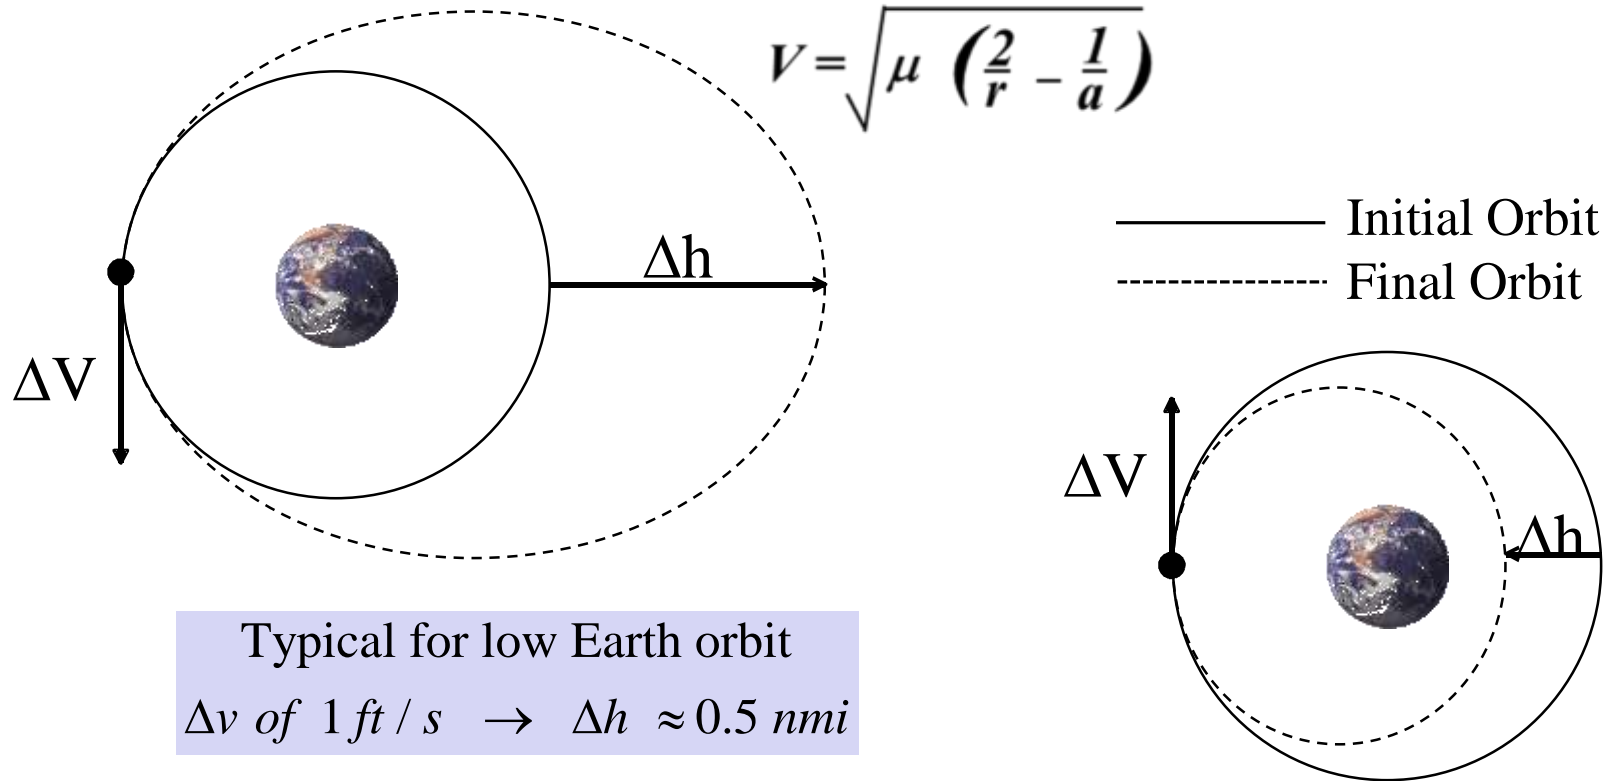 V = √μ (2/r - 1/a)
Δh
Initial Orbit
Final Orbit
ΔV
ΔV
Δh
Typical for low Earth orbit
Δv of 1 ft / s → Δh ≈ 0.5 nmi